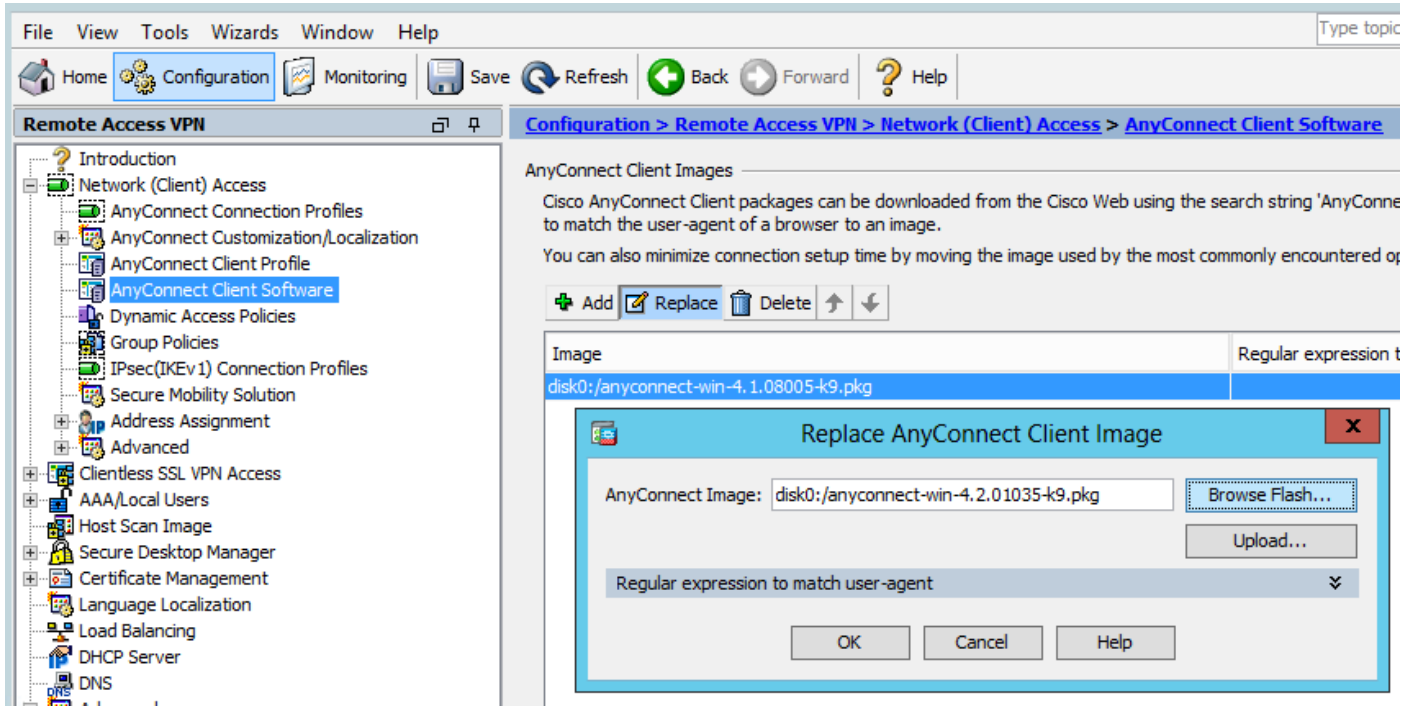 File View Tools Wizards Window Help
Type topic
Home Configuration Monitoring Save Refresh Back Forward Help
Remote Access VPN
Configuration > Remote Access VPN > Network (Client) Access > AnyConnect Client Software
Introduction
Network (Client) Access
AnyConnect Connection Profiles
AnyConnect Customization/Localization
AnyConnect Client Profile
AnyConnect Client Software
Dynamic Access Policies
Group Policies
IPsec(IKEv1) Connection Profiles
Secure Mobility Solution
Address Assignment
Advanced
Clientless SSL VPN Access
AAA/Local Users
Host Scan Image
Secure Desktop Manager
Certificate Management
Language Localization
Load Balancing
DHCP Server
DNS
AnyConnect Client Images
Cisco AnyConnect Client packages can be downloaded from the Cisco Web using the search string 'AnyConne
to match the user-agent of a browser to an image.
You can also minimize connection setup time by moving the image used by the most commonly encountered op
Add Replace Delete
Image Regular expression t
disk0:/anyconnect-win-4.1.08005-k9.pkg
Replace AnyConnect Client Image
x
AnyConnect Image: disk0:/anyconnect-win-4.2.01035-k9.pkg Browse Flash...
Upload...
Regular expression to match user-agent
OK Cancel Help